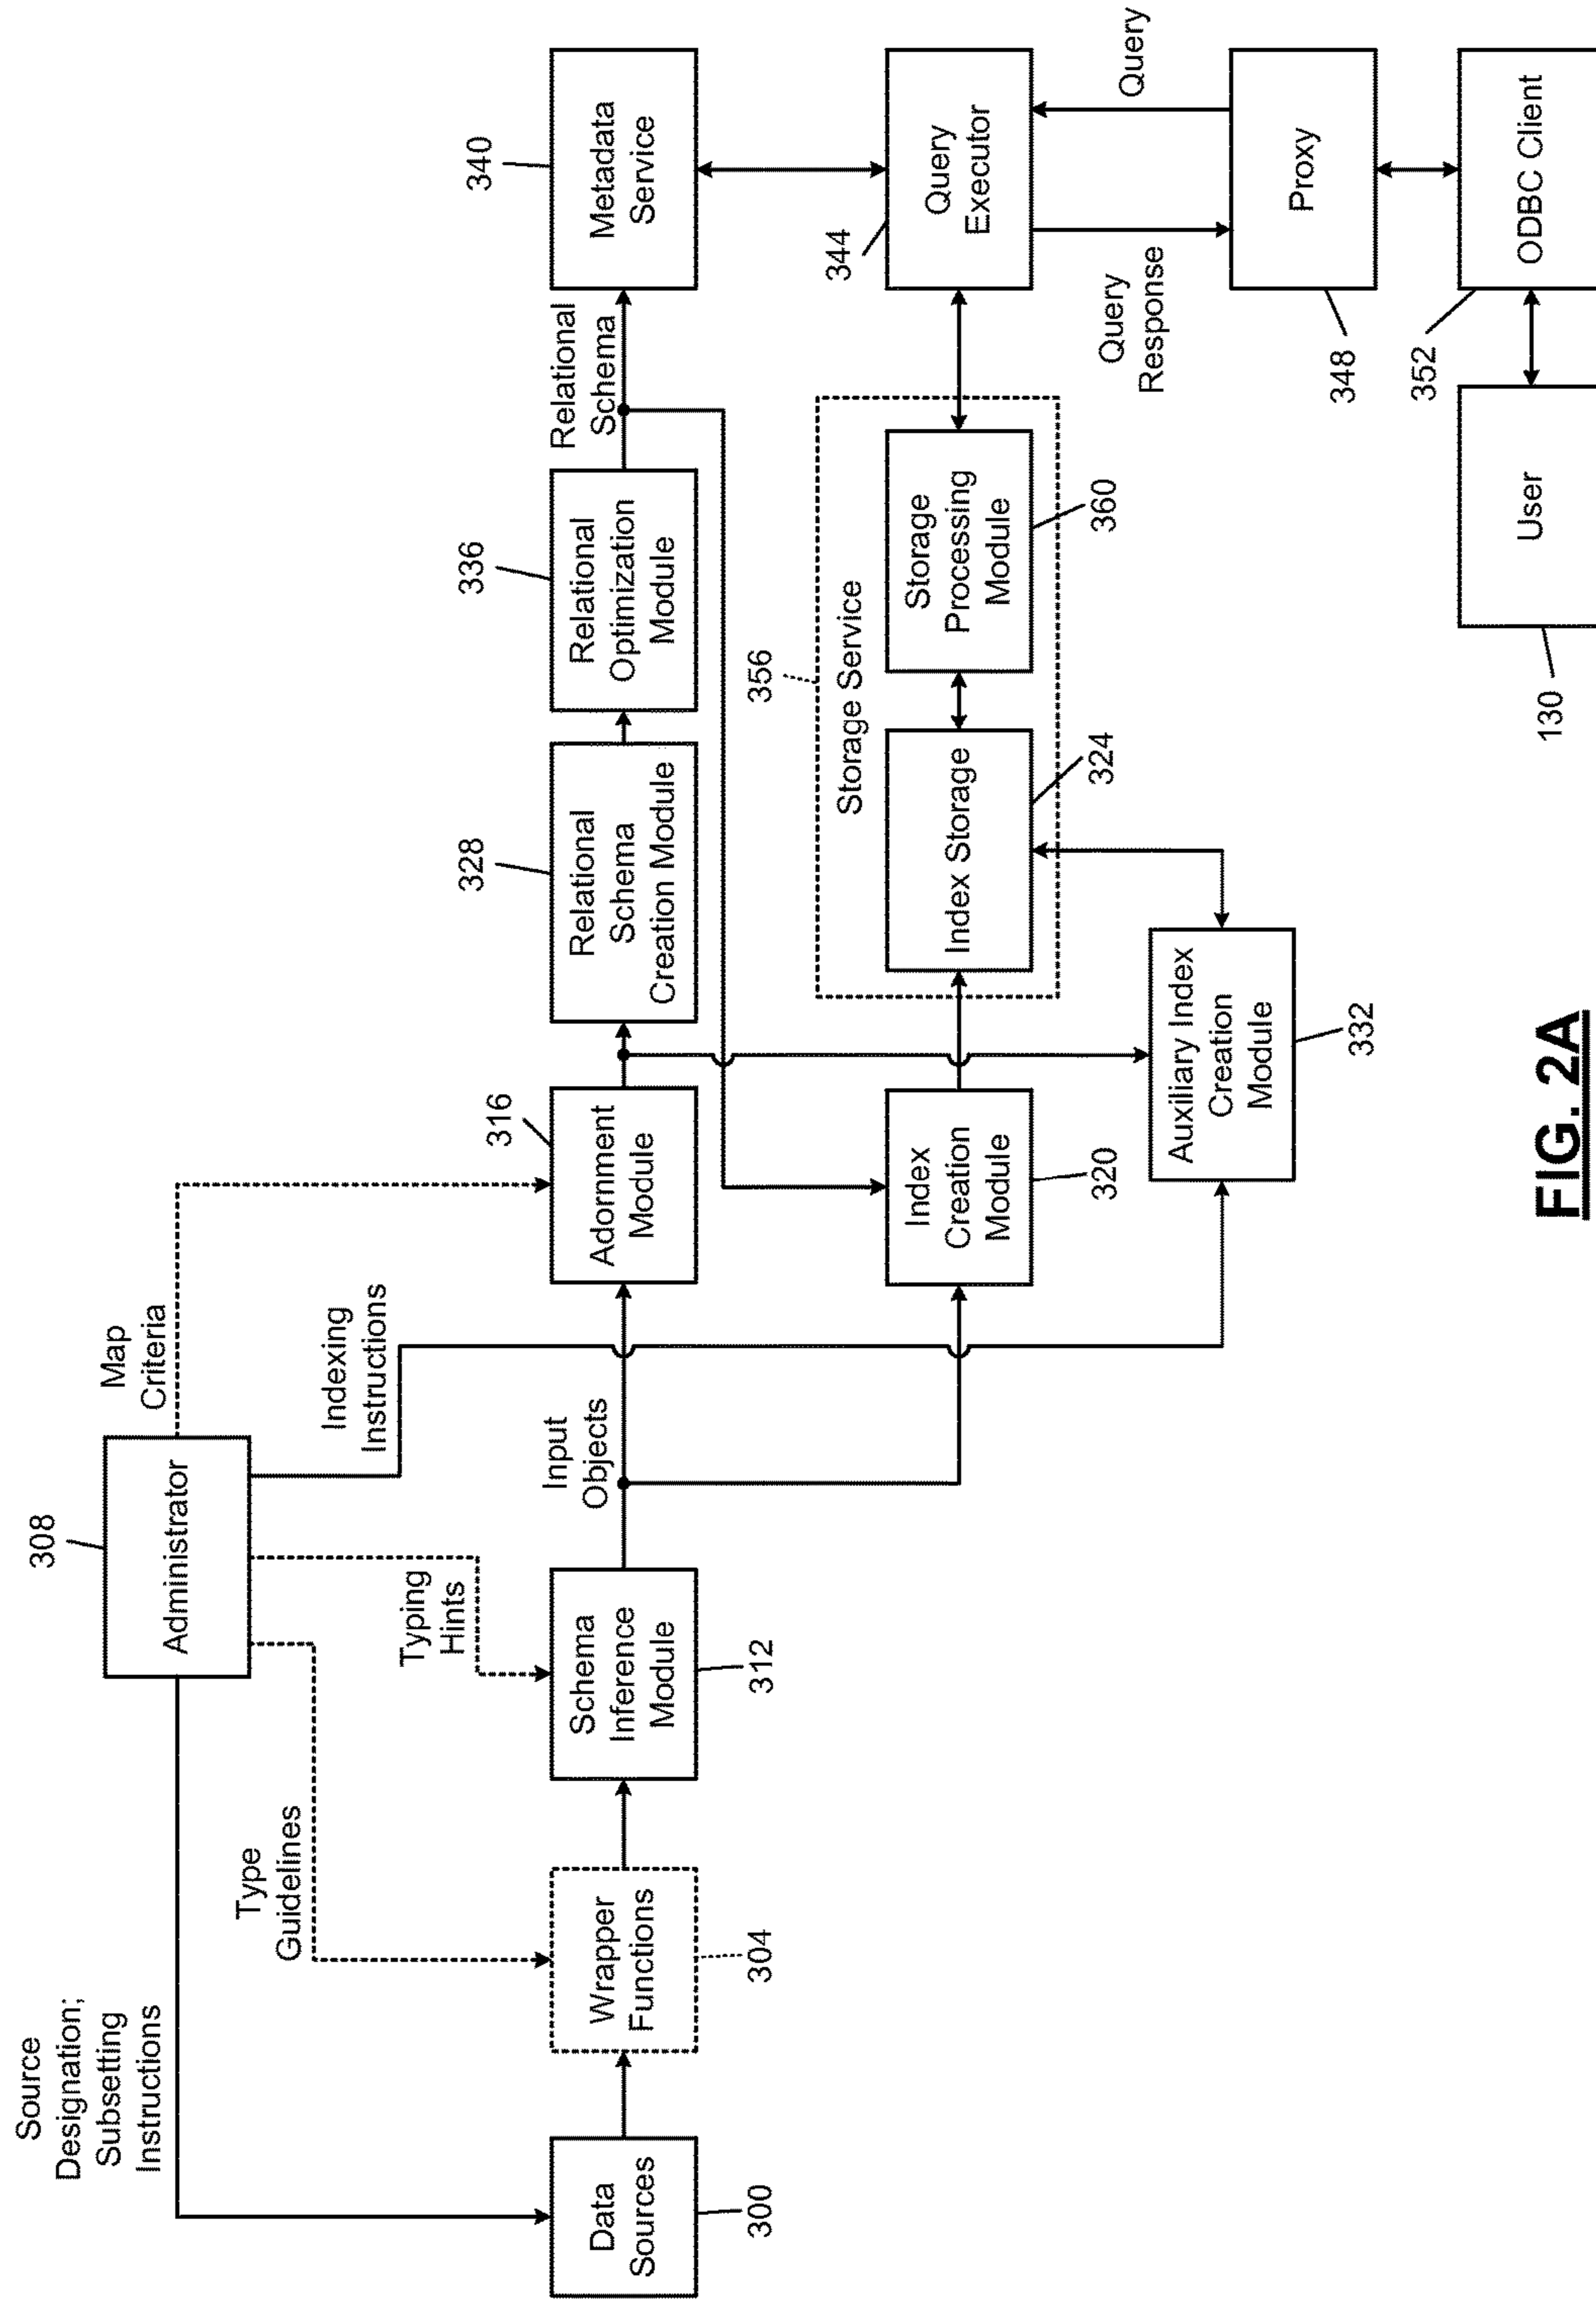 Source
Designation;
Subsetting
Instructions
308
Administrator
Map
Criteria
Type
Guidelines
Typing
Hints
Indexing
Instructions
Data
Sources
300
Wrapper
Functions
304
Schema
Inference
Module
312
Input
Objects
316
Adornment
Module
328
Relational
Schema
Creation Module
336
Relational
Optimization
Module
Relational
Schema
340
Metadata
Service
Index
Creation
Module
320
356
Storage Service
Index Storage
324
Storage
Processing
Module
360
344
Query
Executor
Auxiliary Index
Creation
Module
332
Query
Response
Query
Proxy
348
User
130
352
ODBC Client
FIG. 2A